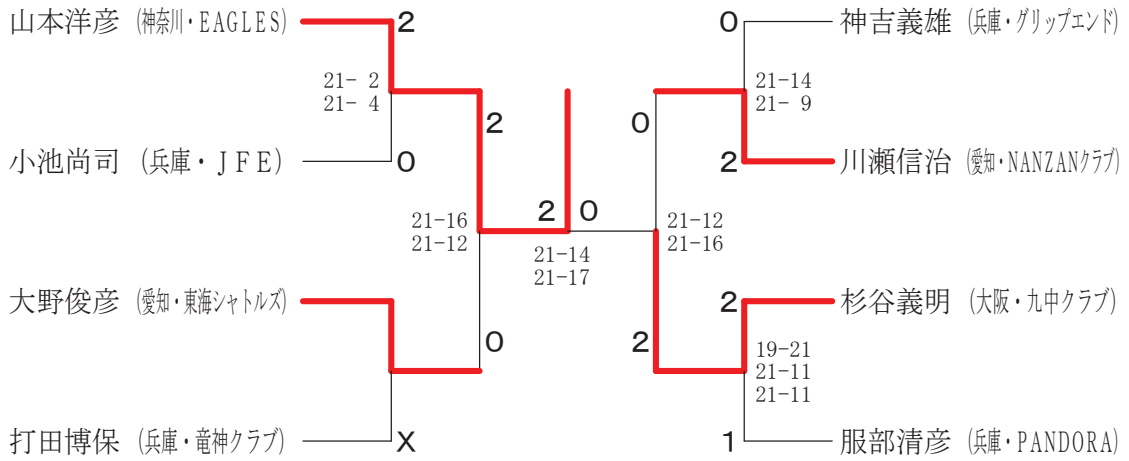 山本洋彦 (神奈川・EAGLES)
2
21- 2
21- 4
小池尚司 (兵庫・JFE)
0
2
21-16
21-12
大野俊彦 (愛知・東海シャトルズ)
0
打田博保 (兵庫・竜神クラブ)
X
2
0
21-14
21-17
0
神吉義雄 (兵庫・グリップエンド)
21-14
21- 9
0
2
川瀬信治 (愛知・NANZANクラブ)
21-12
21-16
2
杉谷義明 (大阪・九中クラブ)
2
19-21
21-11
21-11
1
服部清彦 (兵庫・PANDORA)